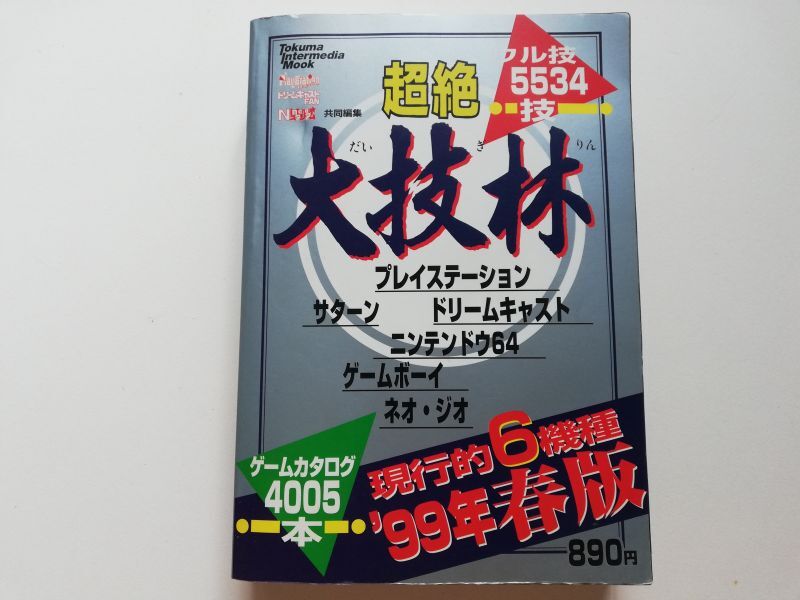 Tokuma
Intermedia
Mook
PlayStation
ドリームキャスト
FAN
共同編集
超絶
ウル技
5534
技
だい ぎ りん
大技林
プレイステーション
サターン ドリームキャスト
ニンテンドウ64
ゲームボーイ
ネオ・ジオ
ゲームカタログ
4005
本
現行的6機種
'99年春版
890円